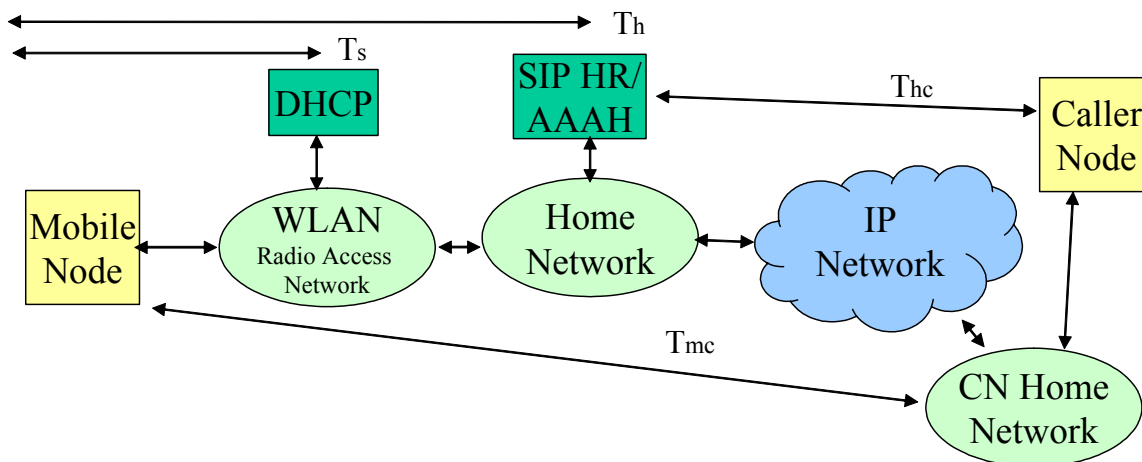 Th
Ts
SIP HR/
AAAH
DHCP
Thc
Caller
Node
Mobile
Node
WLAN
Radio Access
Network
Home
Network
IP
Network
Tmc
CN Home
Network